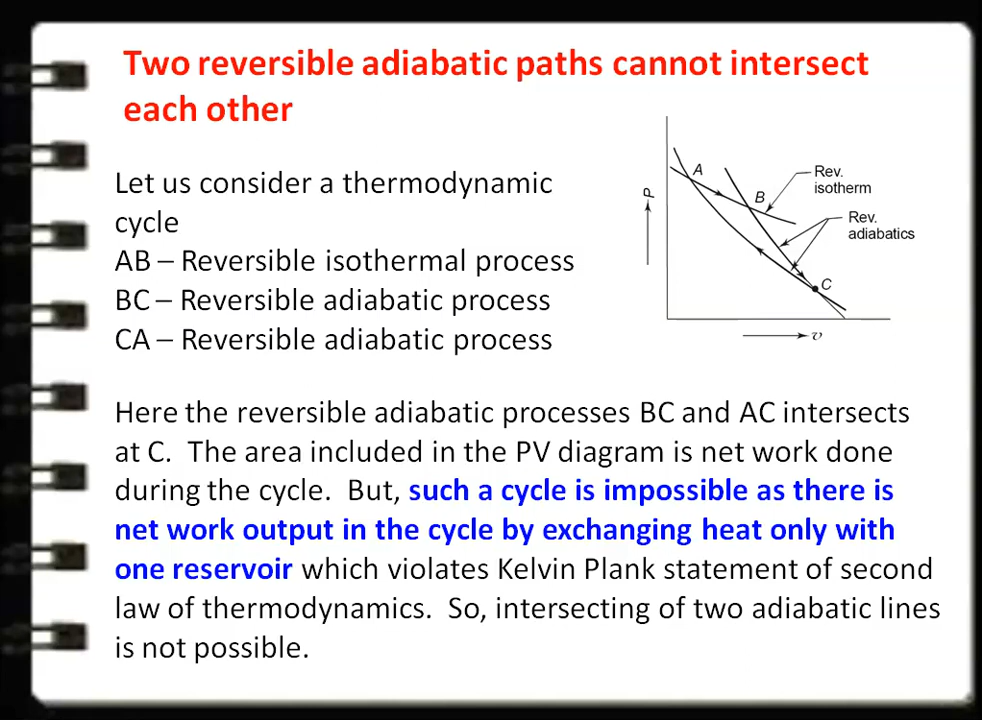 Two reversible adiabatic paths cannot intersect
each other
Let us consider a thermodynamic
cycle
AB – Reversible isothermal process
BC – Reversible adiabatic process
CA – Reversible adiabatic process
P
A
B
C
Rev.
isotherm
Rev.
adiabatics
v
Here the reversible adiabatic processes BC and AC intersects
at C. The area included in the PV diagram is net work done
during the cycle. But, such a cycle is impossible as there is
net work output in the cycle by exchanging heat only with
one reservoir which violates Kelvin Plank statement of second
law of thermodynamics. So, intersecting of two adiabatic lines
is not possible.